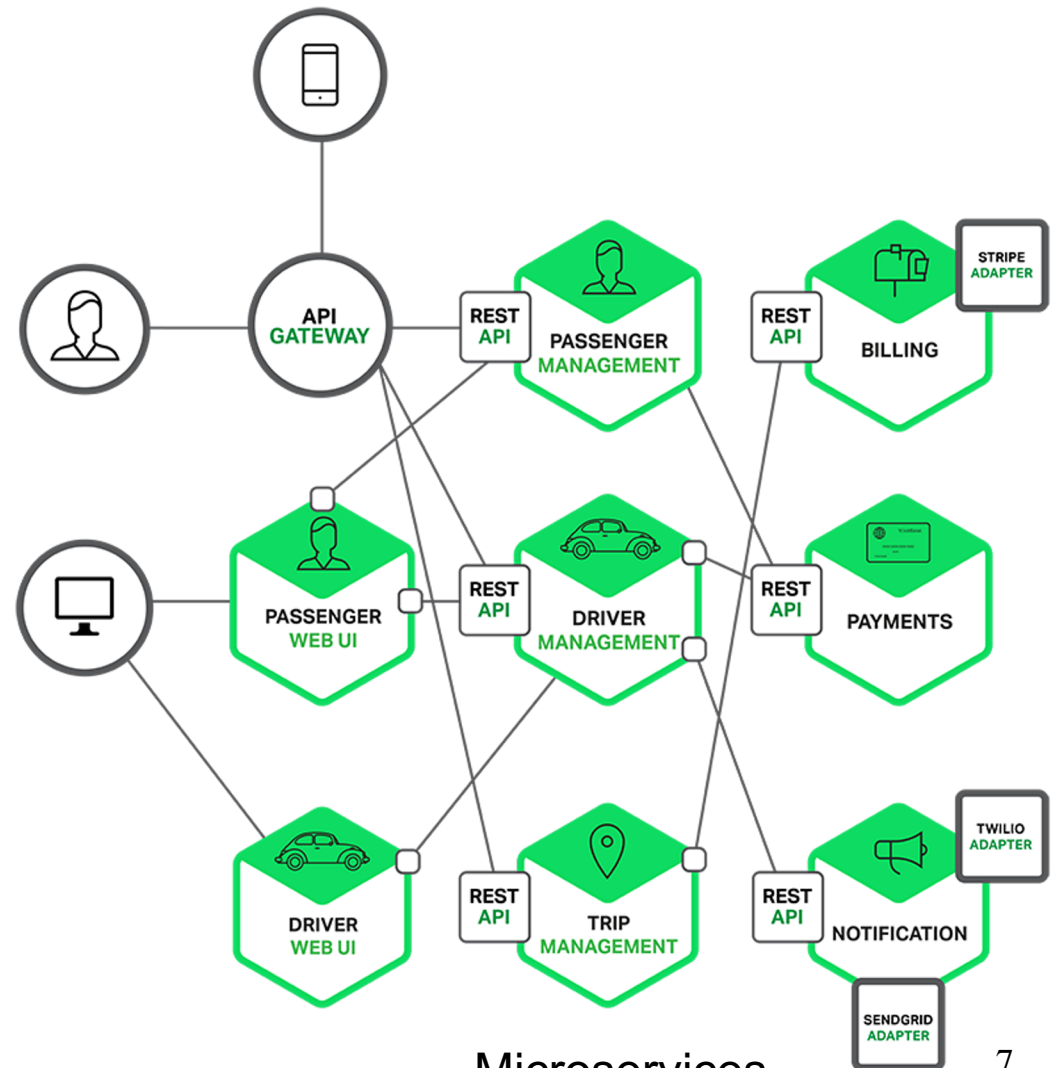 API
GATEWAY
REST
API
PASSENGER
MANAGEMENT
REST
API
BILLING
STRIPE
ADAPTER
PASSENGER
WEB UI
REST
API
DRIVER
MANAGEMENT
REST
API
PAYMENTS
DRIVER
WEB UI
REST
API
TRIP
MANAGEMENT
REST
API
NOTIFICATION
TWILIO
ADAPTER
SENDGRID
ADAPTER
Microservices
7